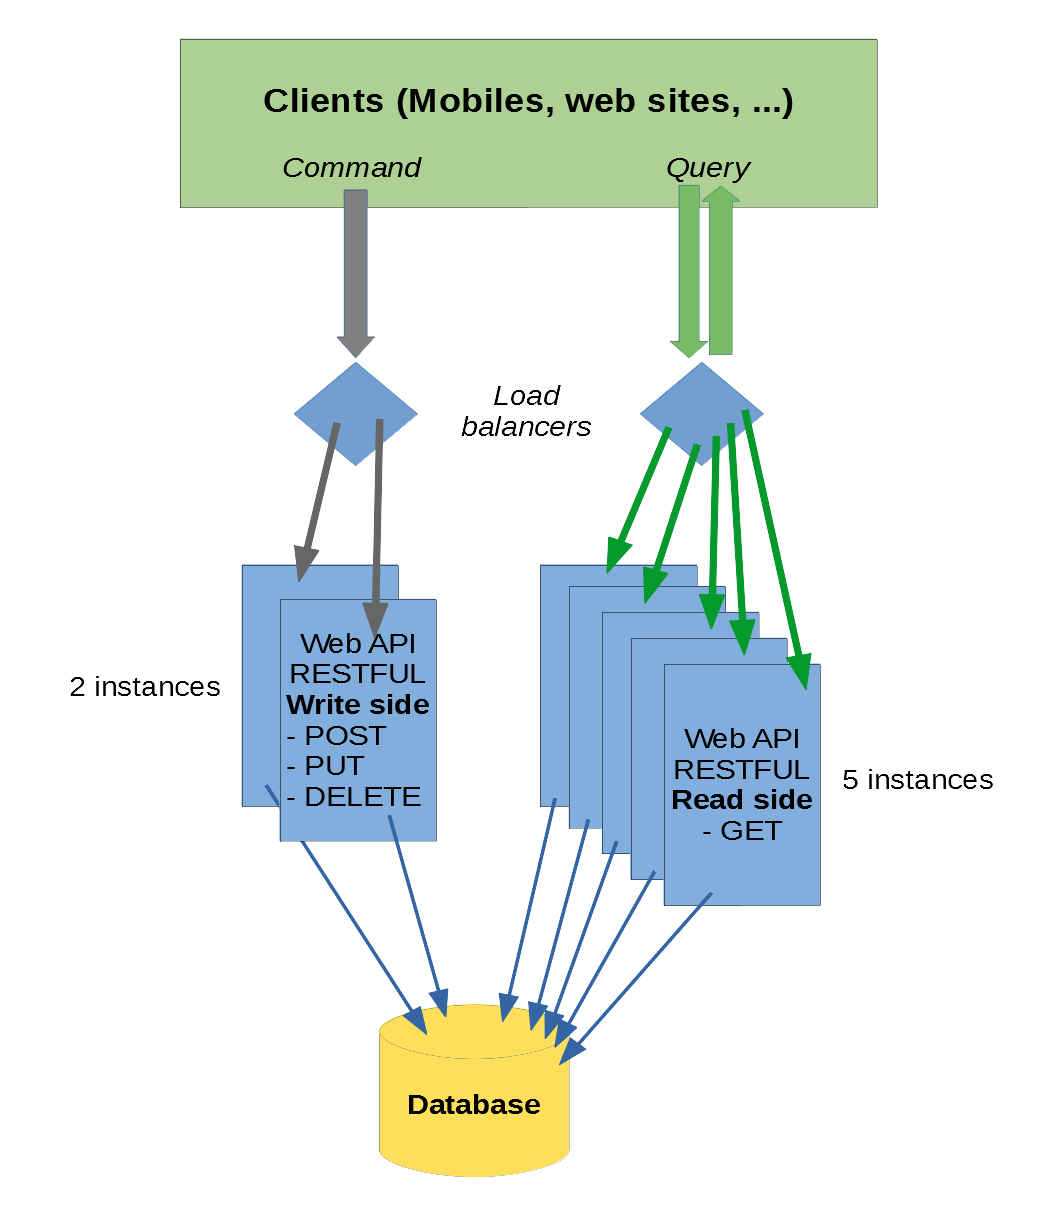 Clients (Mobiles, web sites, ...)
Command
Query
Load
balancers
2 instances
Web API
RESTFUL
Write side
- POST
- PUT
- DELETE
Web API
RESTFUL
Read side
- GET
5 instances
Database